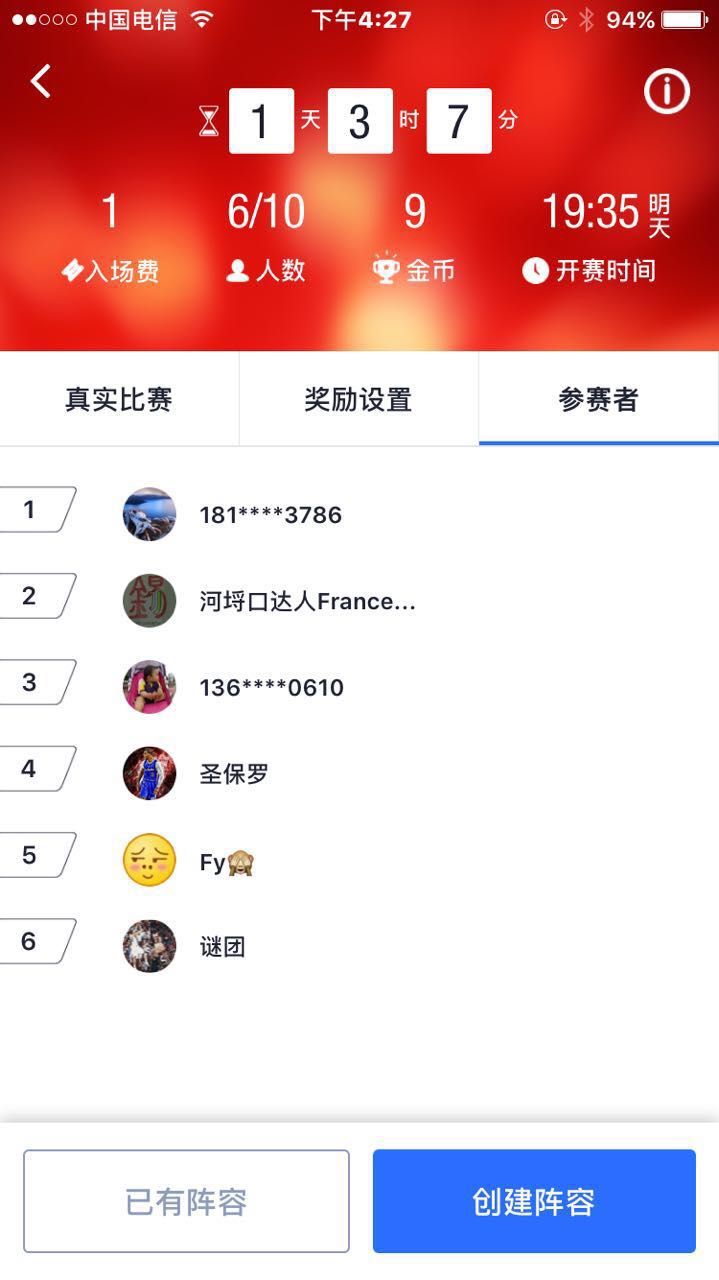 中国电信 下午4:27 94%
1天3时7分
1 6/10 9 19:35明天
入场费 人数 金币 开赛时间
真实比赛 奖励设置 参赛者
1 181****3786
2 河埒口达人France...
3 136****0610
4 圣保罗
5 Fy🙈
6 谜团
已有阵容 创建阵容